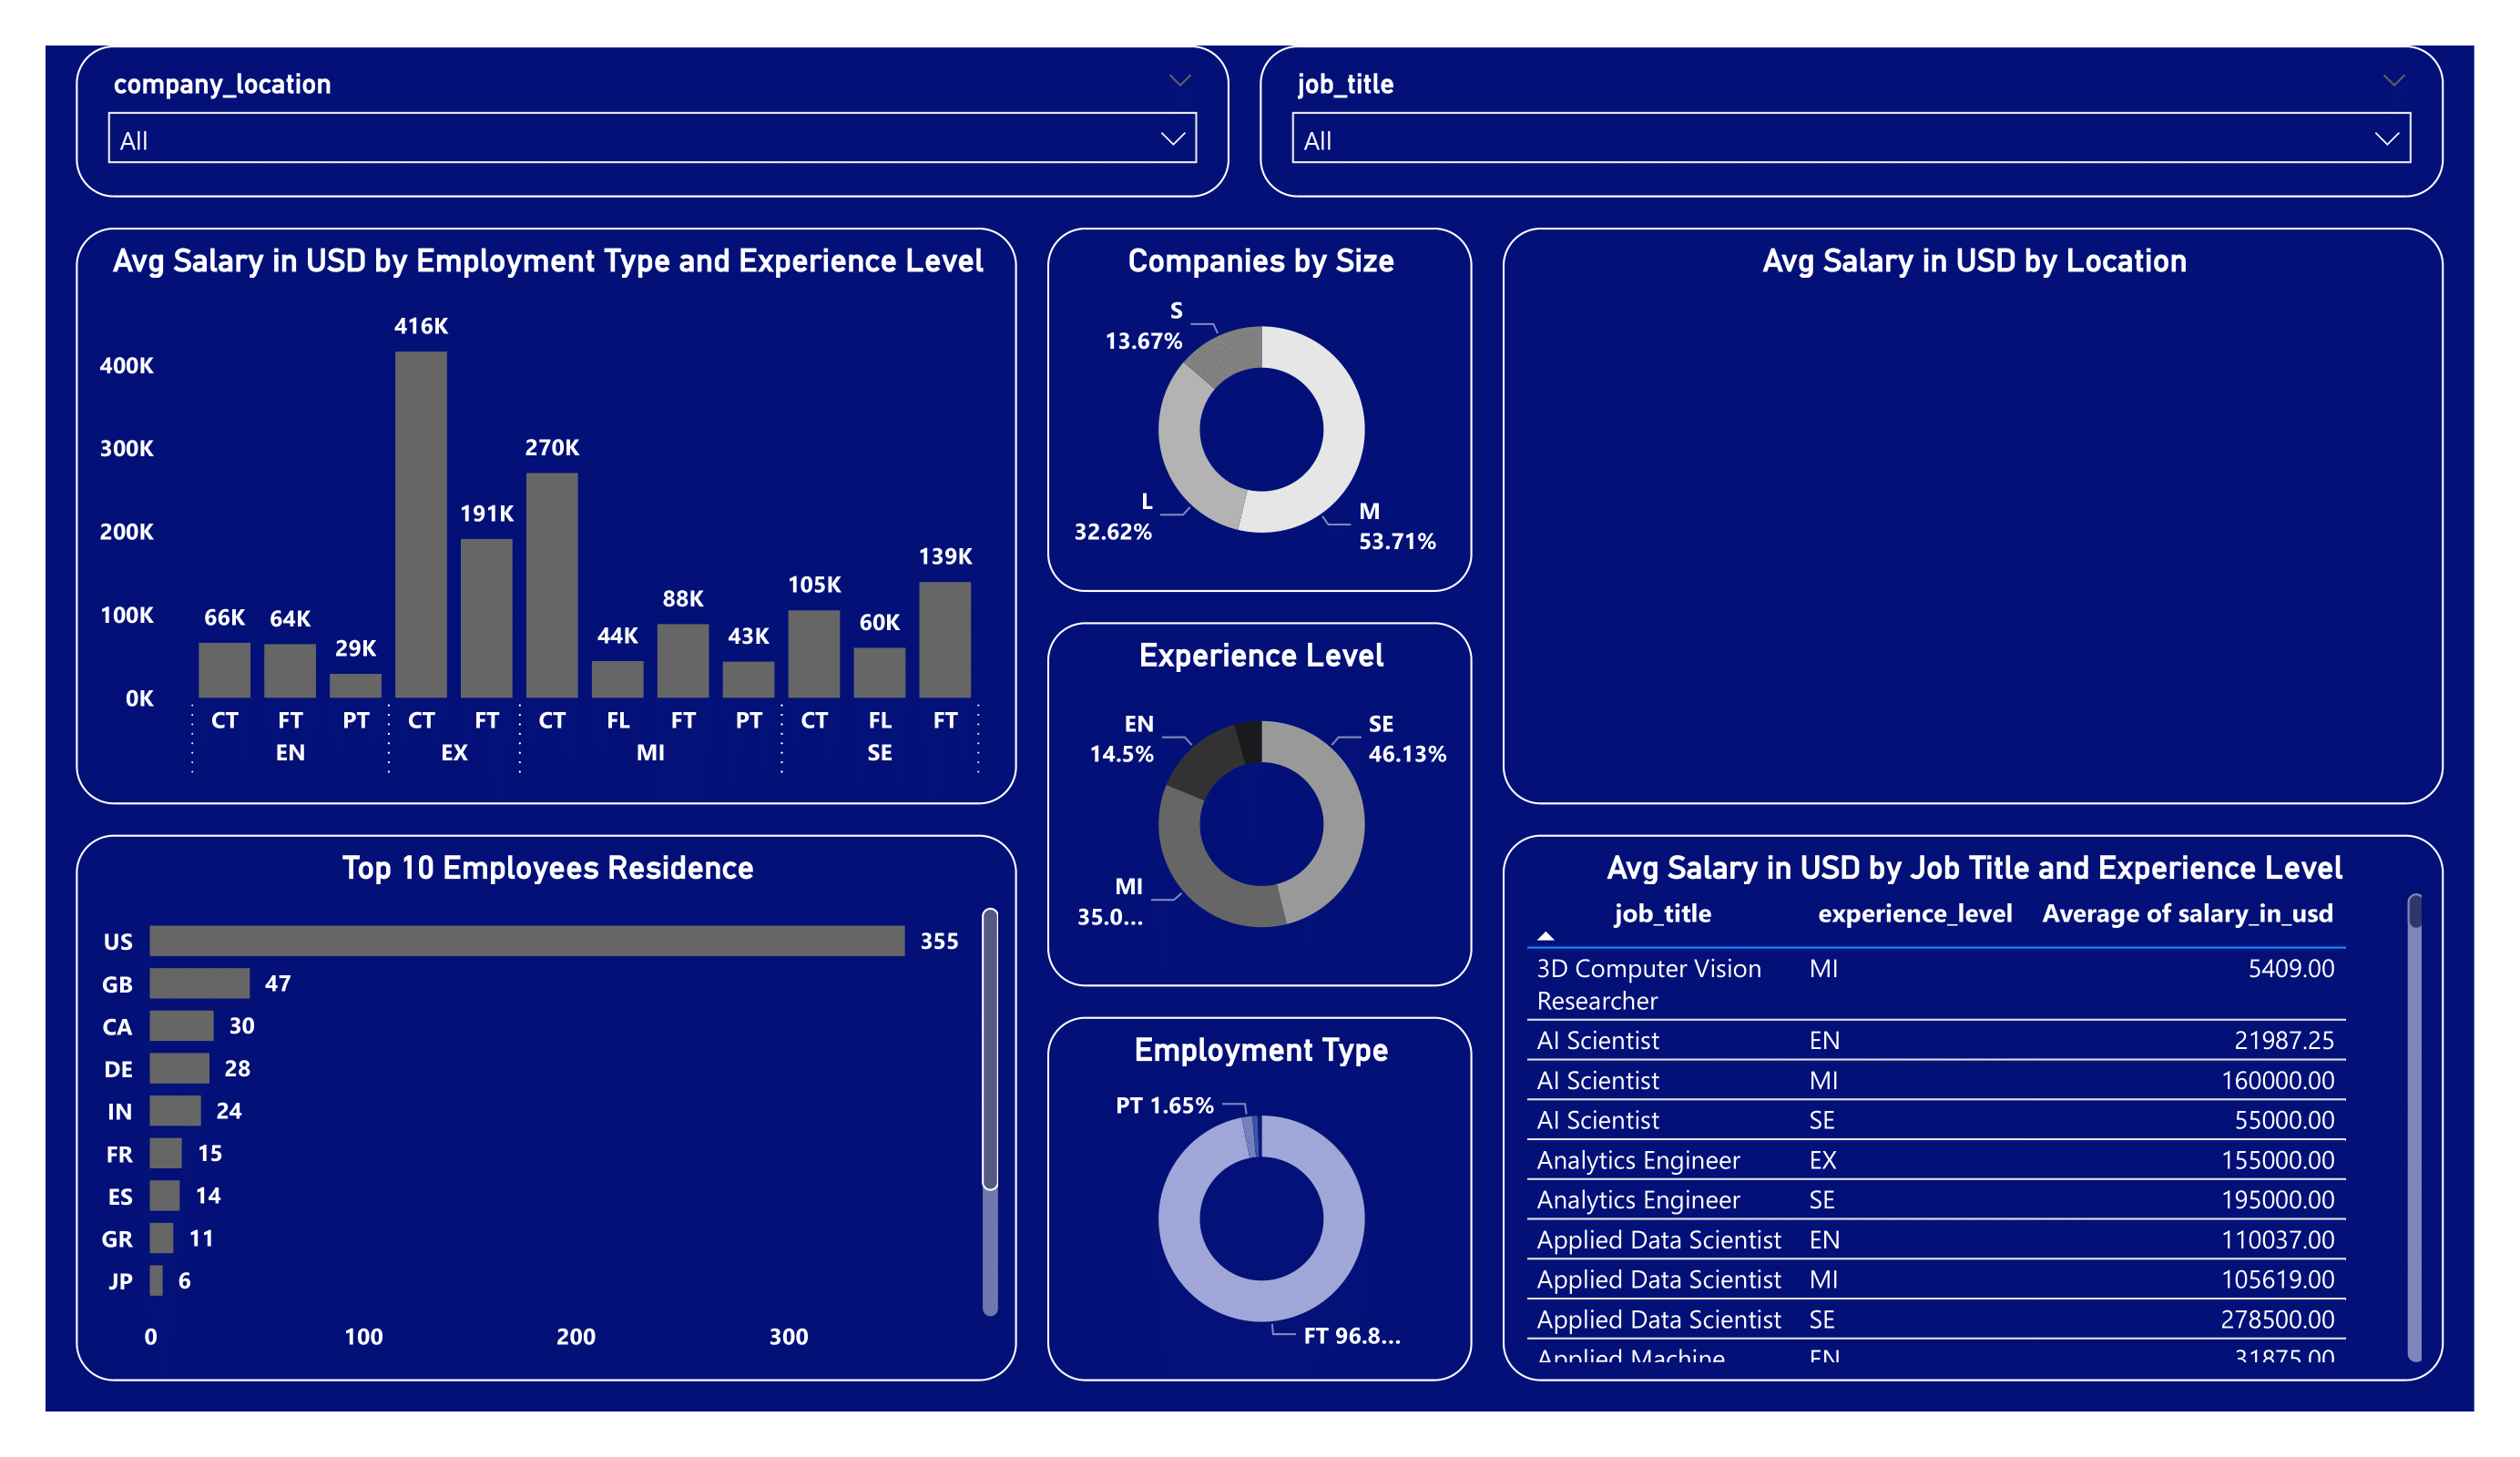 company_location
All
job_title
All
Avg Salary in USD by Employment Type and Experience Level
400K
300K
200K
100K
0K
66K
64K
29K
416K
191K
270K
44K
88K
43K
105K
60K
139K
CT FT PT CT FT CT FL FT PT CT FL FT
EN EX MI SE
Companies by Size
S
13.67%
L
32.62%
M
53.71%
Experience Level
EN
14.5%
SE
46.13%
MI
35.0...
Employment Type
PT 1.65%
FT 96.8...
Avg Salary in USD by Location
Top 10 Employees Residence
US 355
GB 47
CA 30
DE 28
IN 24
FR 15
ES 14
GR 11
JP 6
0 100 200 300
Avg Salary in USD by Job Title and Experience Level
job_title experience_level Average of salary_in_usd
3D Computer Vision MI 5409.00
Researcher
AI Scientist EN 21987.25
AI Scientist MI 160000.00
AI Scientist SE 55000.00
Analytics Engineer EX 155000.00
Analytics Engineer SE 195000.00
Applied Data Scientist EN 110037.00
Applied Data Scientist MI 105619.00
Applied Data Scientist SE 278500.00
Applied Machine EN 31875.00